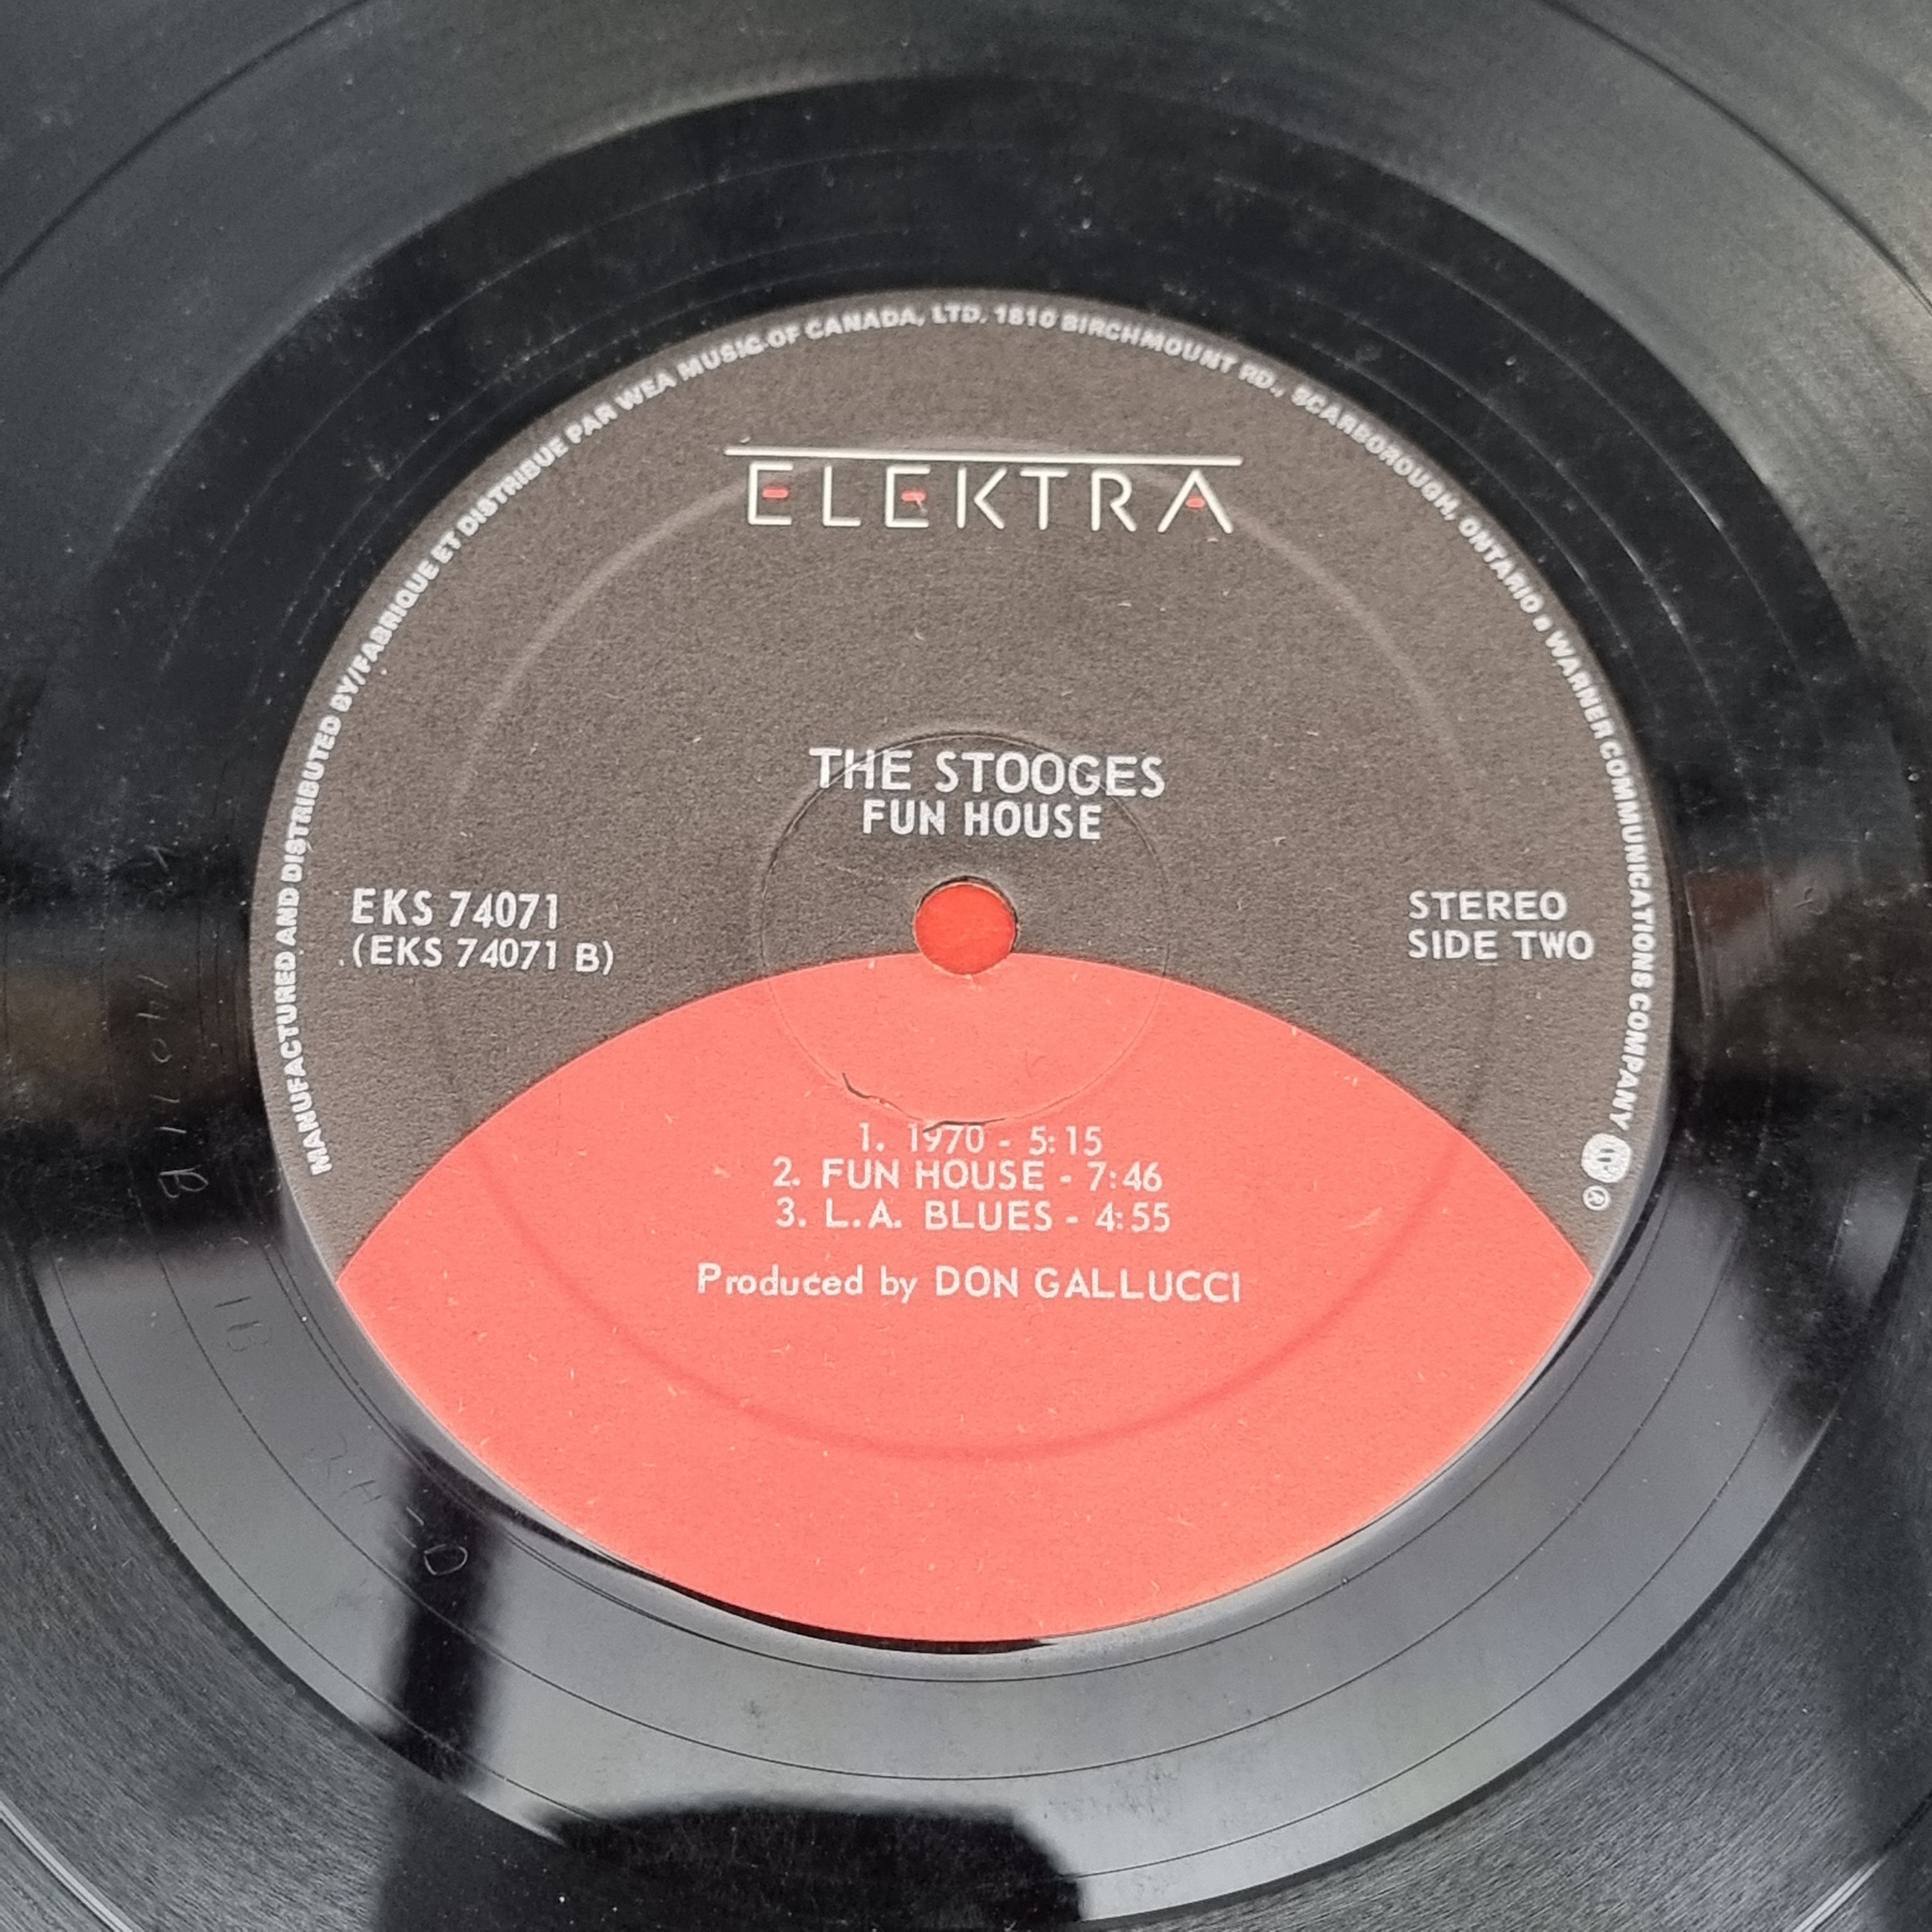 MANUFACTURED AND DISTRIBUTED BY/FABRIQUE ET DISTRIBUE PAR WEA MUSIC OF CANADA, LTD. 1810 BIRCHMOUNT RD., SCARBOROUGH, ONTARIO • WARNER COMMUNICATIONS COMPANY ®
ELEKTRA
THE STOOGES
FUN HOUSE
EKS 74071
(EKS 74071 B)
STEREO
SIDE TWO
1. 1970 - 5:15
2. FUN HOUSE - 7:46
3. L.A. BLUES - 4:55
Produced by DON GALLUCCI
1B